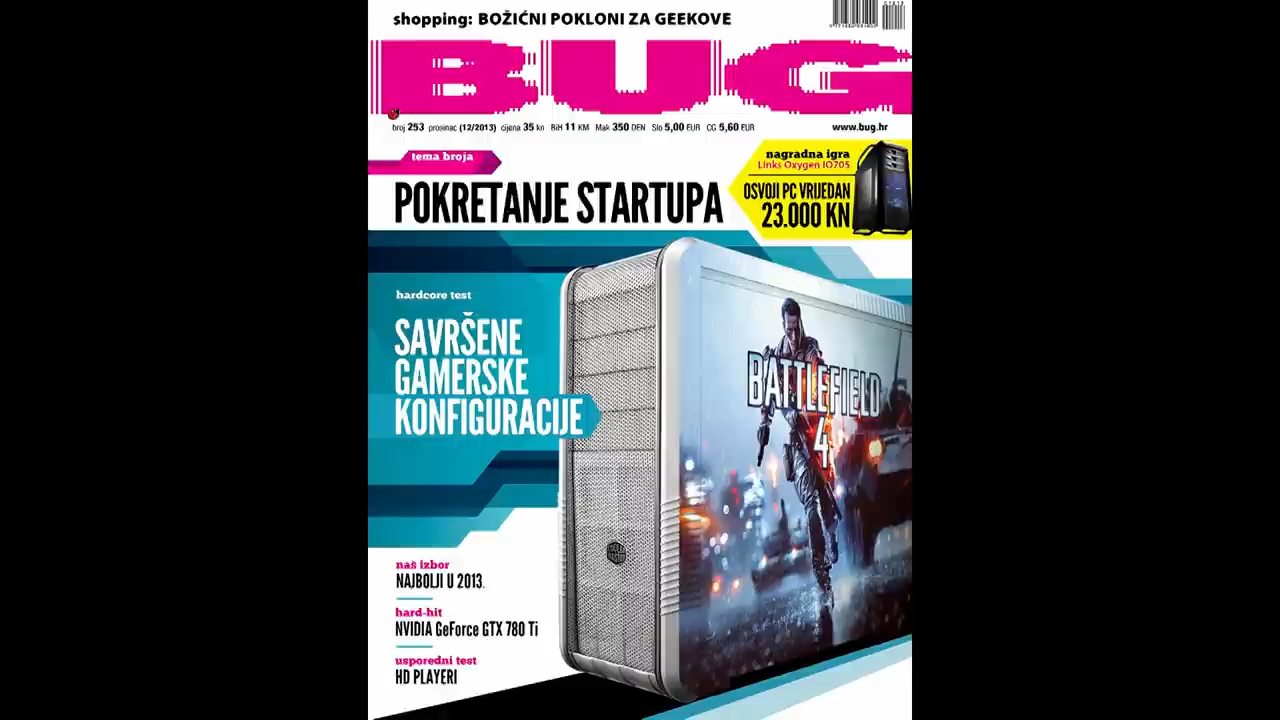 shopping: BOŽIĆNI POKLONI ZA GEEKOVE
BUG
broj 253 prosinac (12/2013) cijena 35 kn BiH 11 KM Mak 350 DEN Slo 5,00 EUR CG 5,60 EUR
www.bug.hr
tema broja
POKRETANJE STARTUPA
nagradna igra
Links Oxygen IO705
OSVOJI PC VRIJEDAN
23.000 KN
hardcore test
SAVRŠENE
GAMERSKE
KONFIGURACIJE
BATTLEFIELD
4
naš izbor
NAJBOLJI U 2013.
hard-hit
NVIDIA GeForce GTX 780 Ti
usporedni test
HD PLAYERI